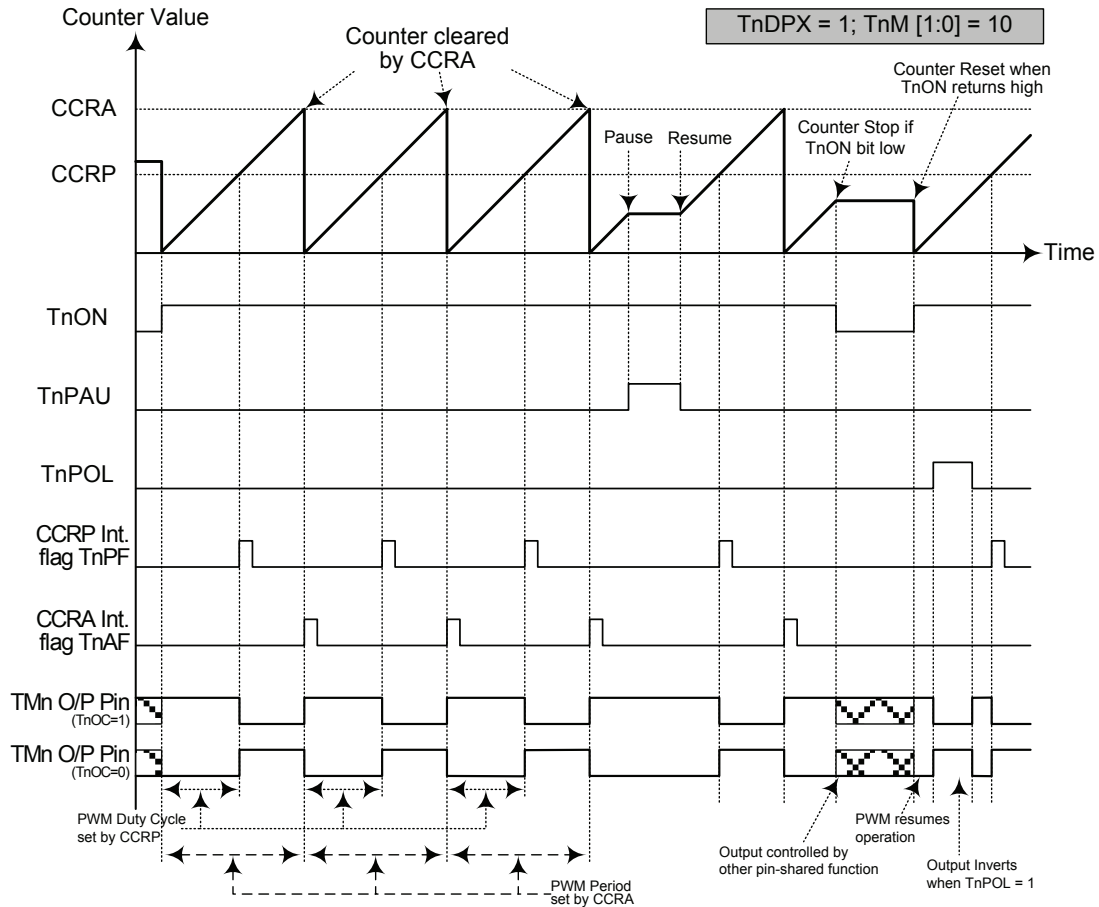 Counter Value
TnDPX = 1; TnM [1:0] = 10
Counter cleared
by CCRA
Counter Reset when
TnON returns high
CCRA
Counter Stop if
TnON bit low
Pause
Resume
CCRP
Time
TnON
TnPAU
TnPOL
CCRP Int.
flag TnPF
CCRA Int.
flag TnAF
TMn O/P Pin
(TnOC=1)
TMn O/P Pin
(TnOC=0)
PWM Duty Cycle
set by CCRP
PWM resumes
operation
Output controlled by
other pin-shared function
Output Inverts
when TnPOL = 1
PWM Period
set by CCRA